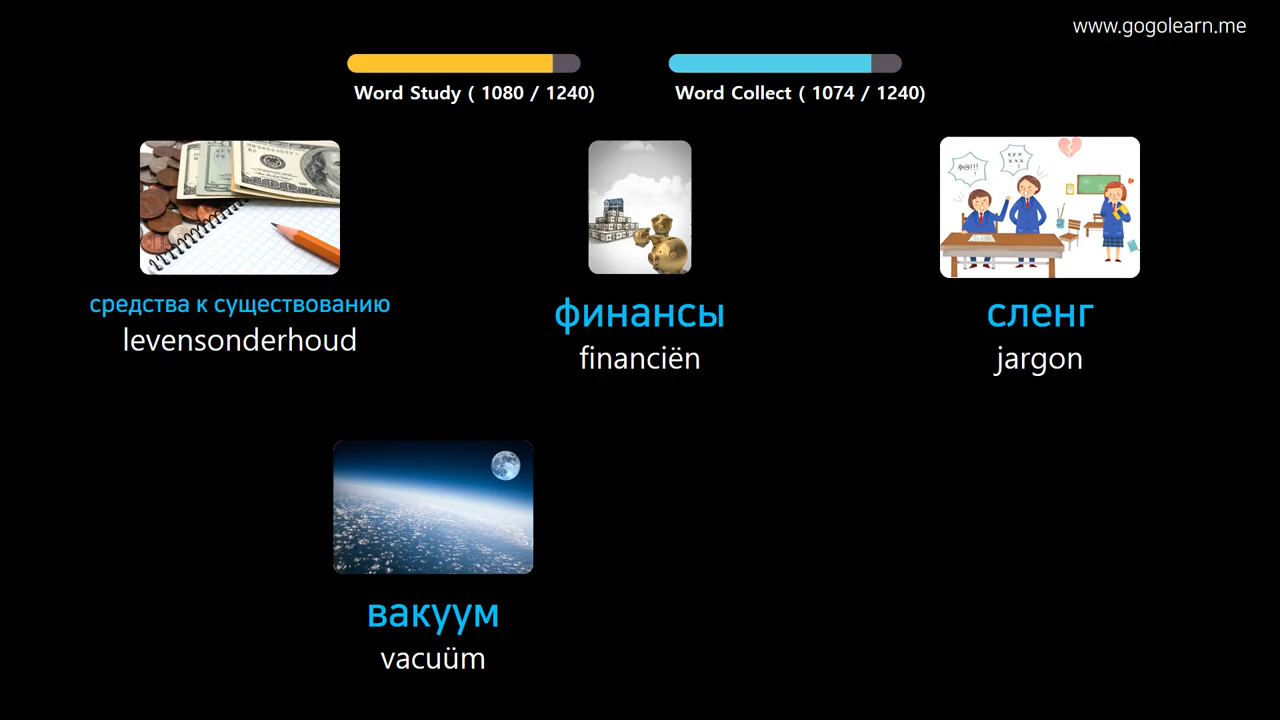 www.gogolearn.me
Word Study ( 1080 / 1240)
Word Collect ( 1074 / 1240)
средства к существованию
levensonderhoud
финансы
financiën
сленг
jargon
вакуум
vacuüm